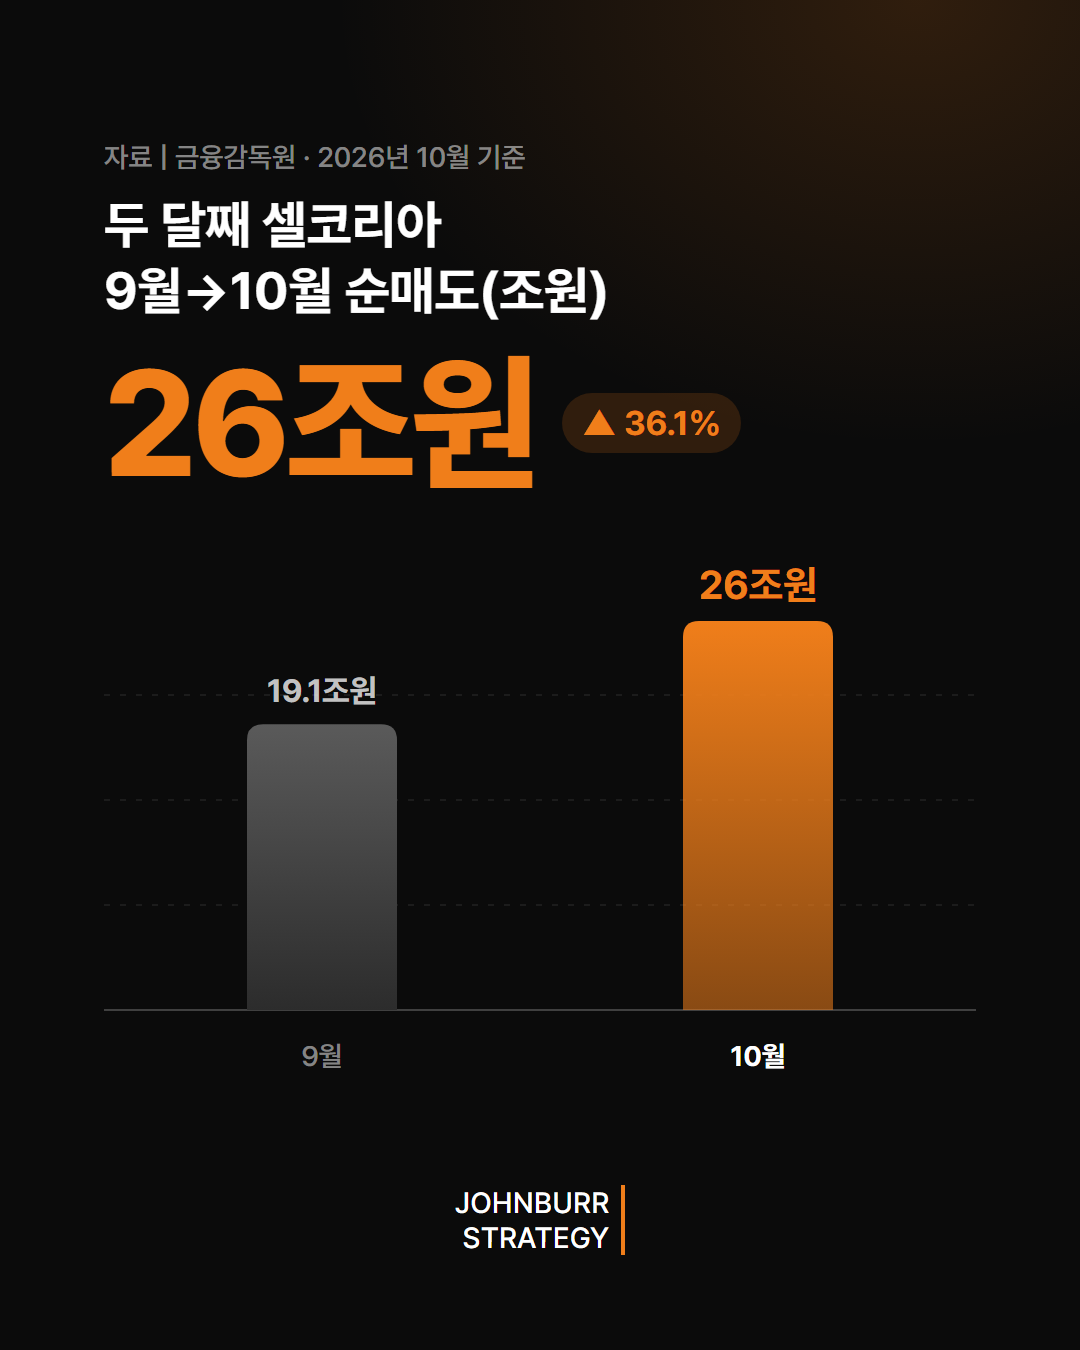 자료 | 금융감독원 · 2026년 10월 기준
두 달째 셀코리아
9월→10월 순매도(조원)
26조원 ▲ 36.1%
26조원
19.1조원
9월 10월
JOHNBURR
STRATEGY